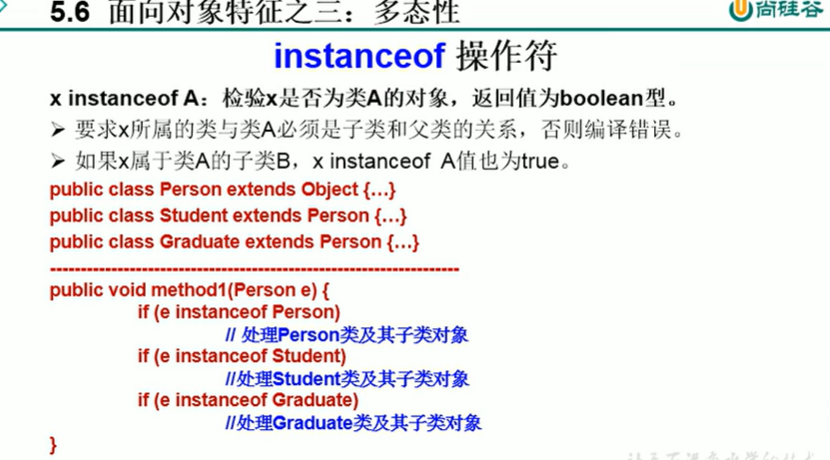 5.6 面向对象特征之三：多态性
尚硅谷
instanceof 操作符
x instanceof A：检验x是否为类A的对象，返回值为boolean型。
➢ 要求x所属的类与类A必须是子类和父类的关系，否则编译错误。
➢ 如果x属于类A的子类B，x instanceof A值也为true。
public class Person extends Object {…}
public class Student extends Person {…}
public class Graduate extends Person {…}
-------------------------------------------------------------------
public void method1(Person e) {
if (e instanceof Person)
// 处理Person类及其子类对象
if (e instanceof Student)
//处理Student类及其子类对象
if (e instanceof Graduate)
//处理Graduate类及其子类对象
}